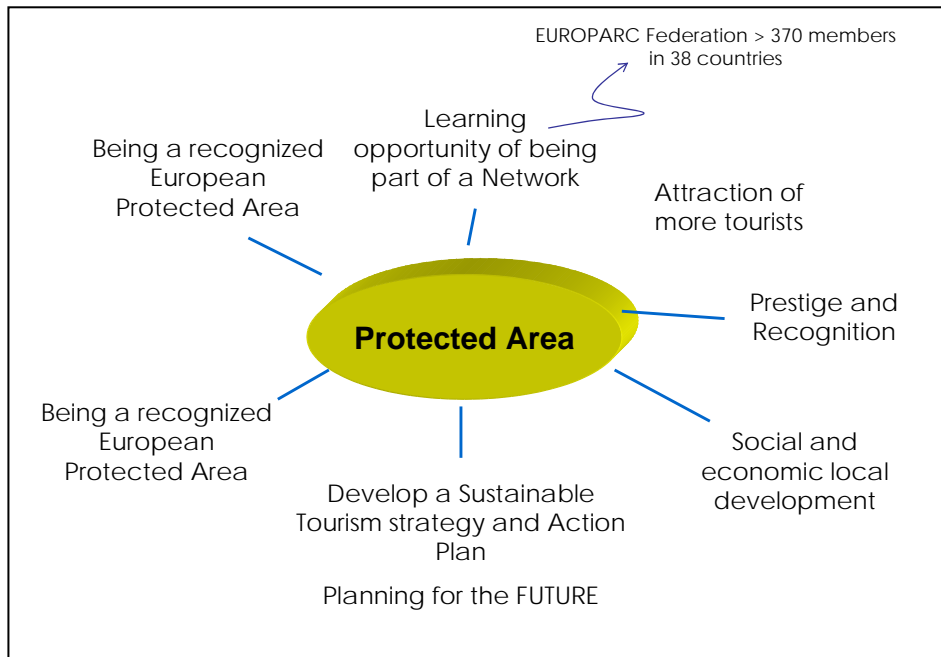 EUROPARC Federation > 370 members
in 38 countries
Learning
opportunity of being
part of a Network
Being a recognized
European
Protected Area
Attraction of
more tourists
Protected Area
Prestige and
Recognition
Being a recognized
European
Protected Area
Social and
economic local
development
Develop a Sustainable
Tourism strategy and Action
Plan
Planning for the FUTURE